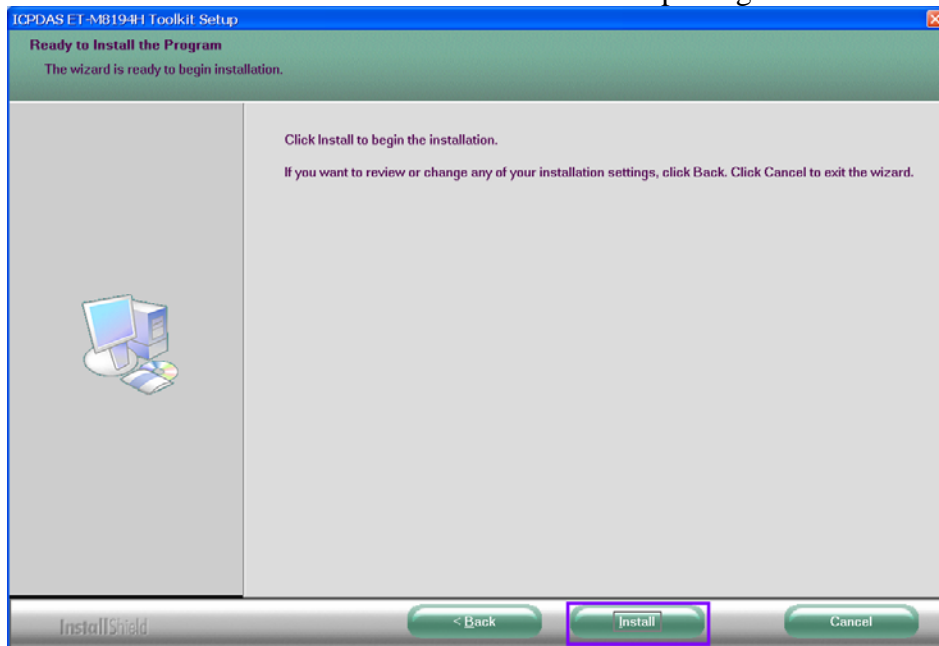 ICPDAS ET-M8194H Toolkit Setup
Ready to Install the Program
The wizard is ready to begin installation.
Click Install to begin the installation.
If you want to review or change any of your installation settings, click Back. Click Cancel to exit the wizard.
InstallShield
< Back
Install
Cancel